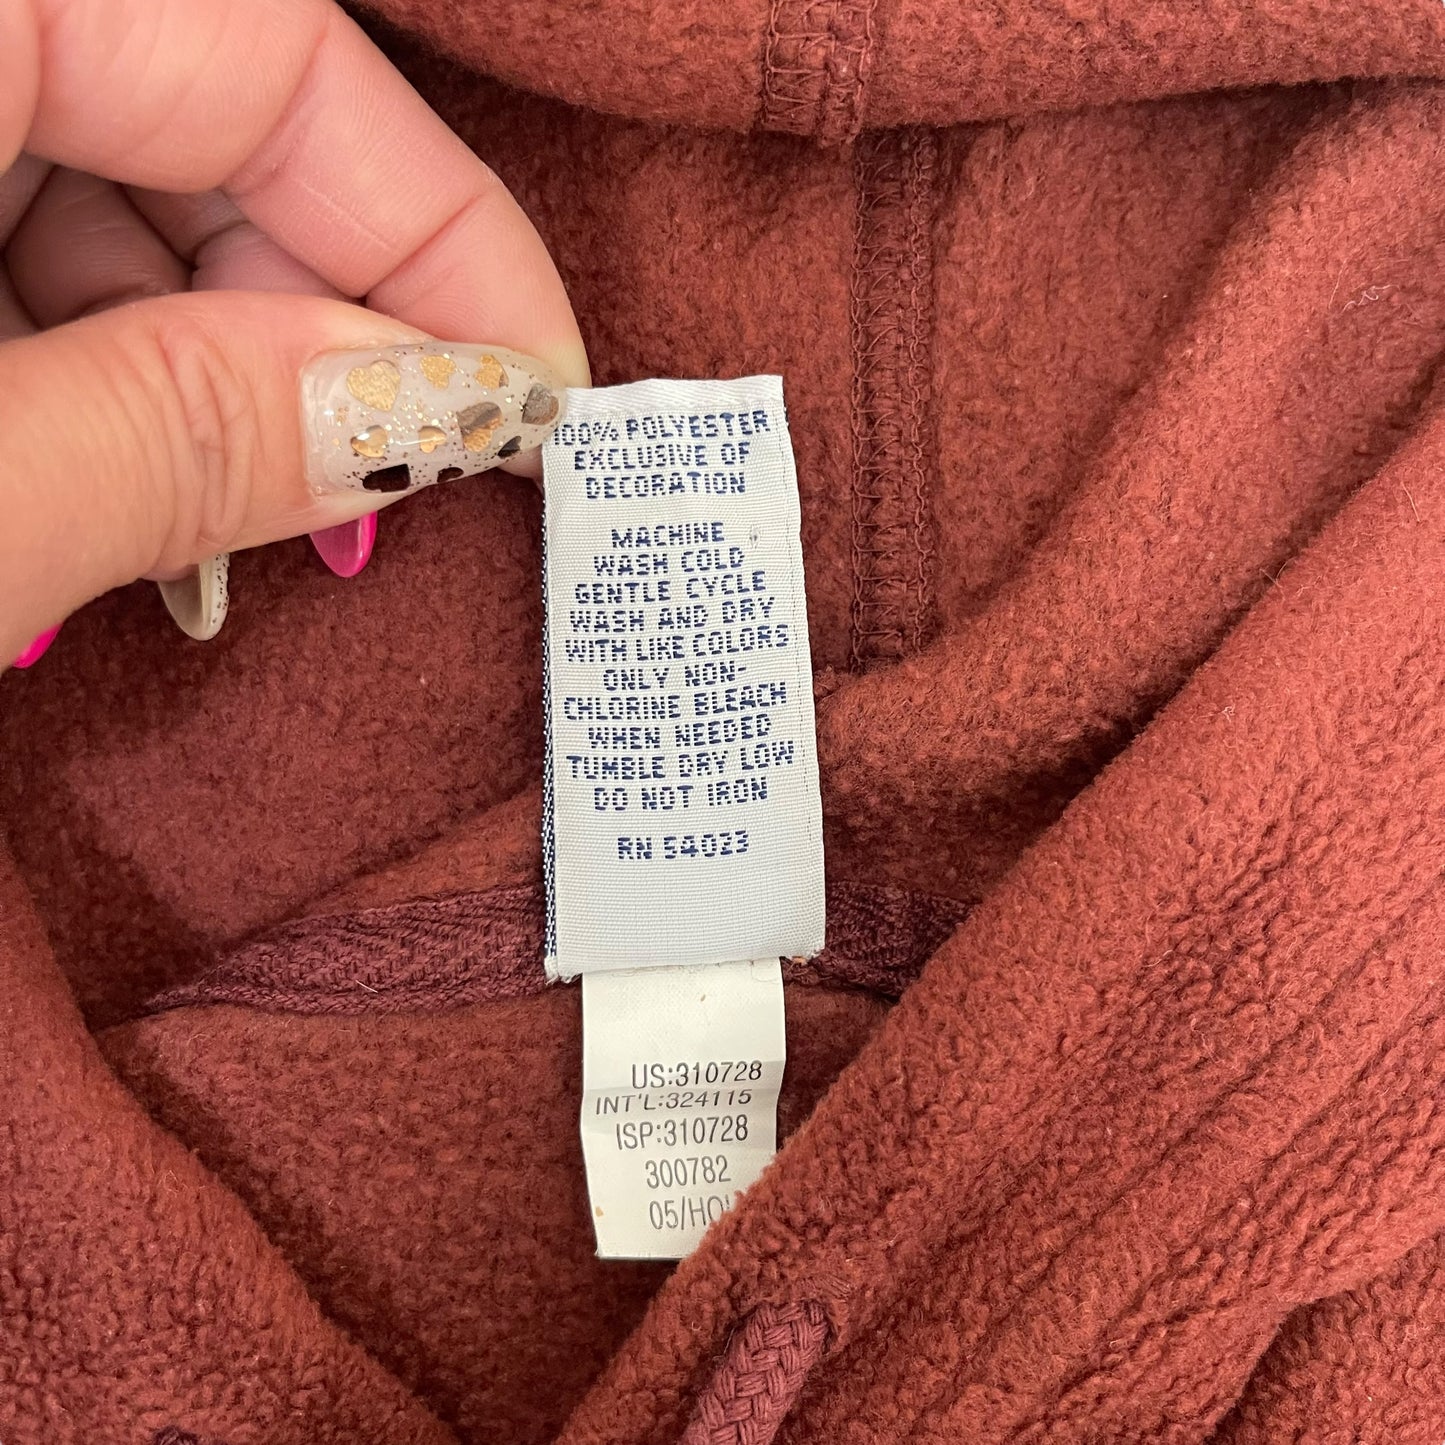 100% POLYESTER
EXCLUSIVE OF
DECORATION
MACHINE
WASH COLD
GENTLE CYCLE
WASH AND DRY
WITH LIKE COLORS
ONLY NON-
CHLORINE BLEACH
WHEN NEEDED
TUMBLE DRY LOW
DO NOT IRON
RN 54023
US:310728
INT'L:324115
ISP:310728
300782